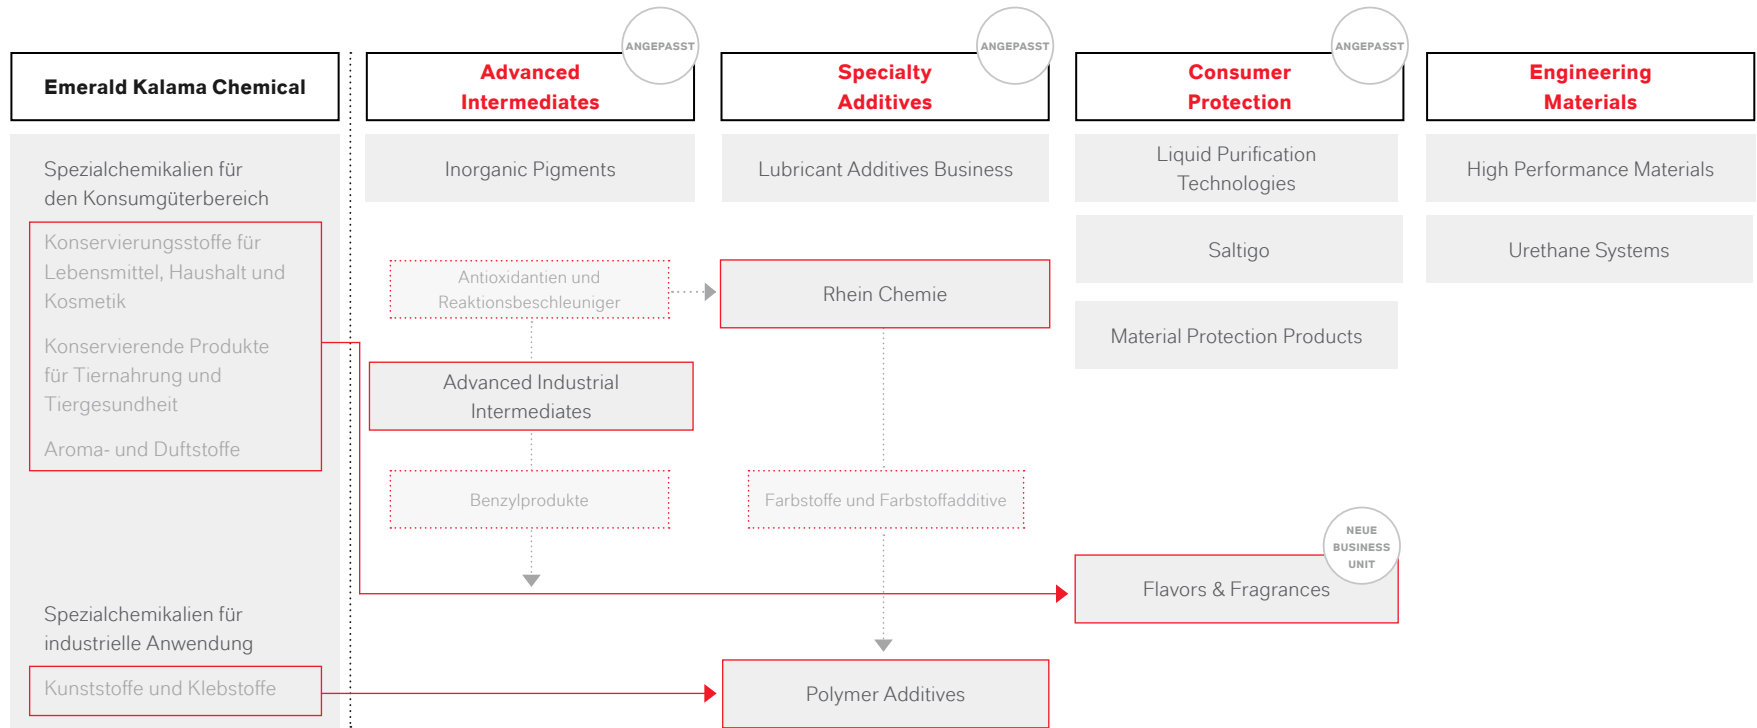 Emerald Kalama Chemical
Spezialchemikalien für
den Konsumgüterbereich
Konservierungsstoffe für
Lebensmittel, Haushalt und
Kosmetik
Konservierende Produkte
für Tiernahrung und
Tiergesundheit
Aroma- und Duftstoffe
Spezialchemikalien für
industrielle Anwendung
Kunststoffe und Klebstoffe
ANGEPASST
Advanced
Intermediates
Inorganic Pigments
Antioxidantien und
Reaktionsbeschleuniger
Advanced Industrial
Intermediates
Benzylprodukte
ANGEPASST
Specialty
Additives
Lubricant Additives Business
Rhein Chemie
Farbstoffe und Farbstoffadditive
Polymer Additives
ANGEPASST
Consumer
Protection
Liquid Purification
Technologies
Saltigo
Material Protection Products
NEUE
BUSINESS
UNIT
Flavors & Fragrances
Engineering
Materials
High Performance Materials
Urethane Systems